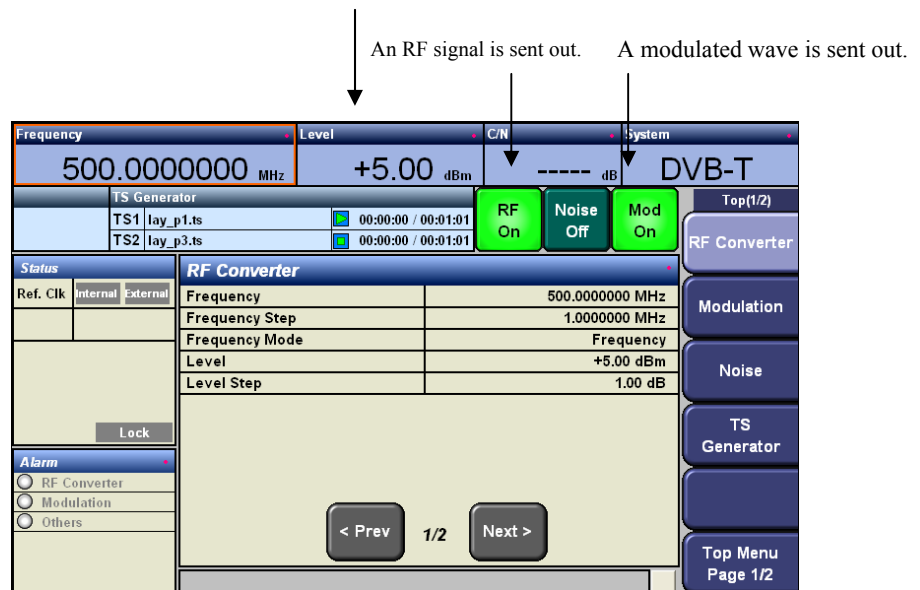 An RF signal is sent out.
A modulated wave is sent out.
Frequency Level C/N System
500.0000000 MHz +5.00 dBm ----- dB DVB-T
TS Generator
TS1 lay_p1.ts 00:00:00 / 00:01:01
TS2 lay_p3.ts 00:00:00 / 00:01:01
RF On
Noise Off
Mod On
Top(1/2)
RF Converter
Modulation
Noise
TS Generator
Top Menu Page 1/2
Status
Ref. Clk Internal External
Lock
Alarm
RF Converter
Modulation
Others
RF Converter
Frequency 500.0000000 MHz
Frequency Step 1.0000000 MHz
Frequency Mode Frequency
Level +5.00 dBm
Level Step 1.00 dB
< Prev 1/2 Next >